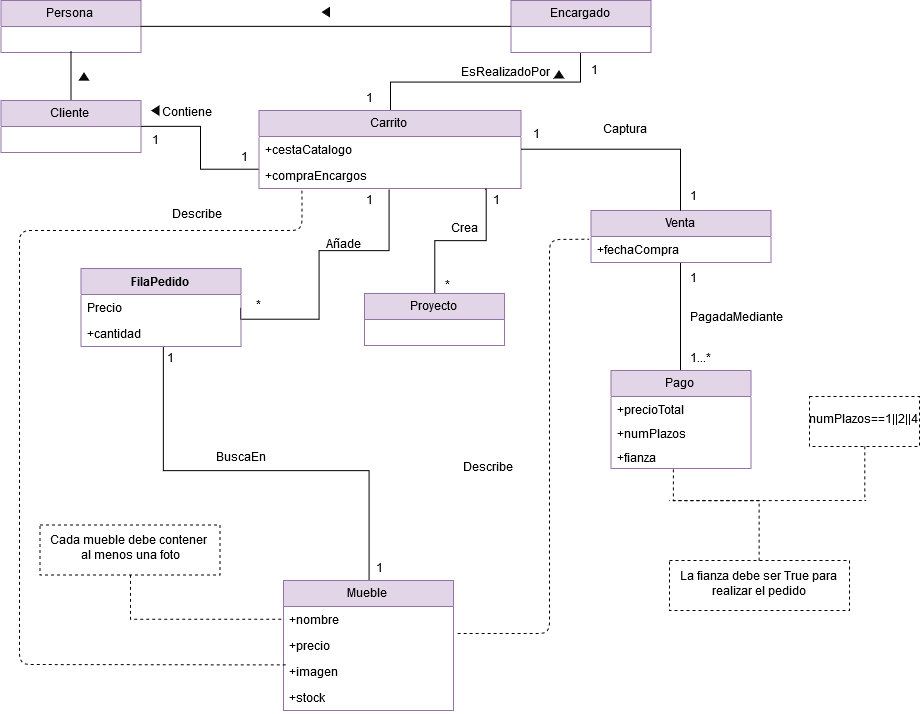 Persona
Encargado
EsRealizadoPor
1
1
Cliente
Contiene
1
1
Carrito
+cestaCatalogo
+compraEncargos
1
Captura
1
Describe
1
Añade
1
Crea
Venta
+fechaCompra
FilaPedido
Precio
+cantidad
*
*
Proyecto
1
PagadaMediante
1...*
1
Pago
+precioTotal
+numPlazos
+fianza
numPlazos==1||2||4
BuscaEn
Describe
Cada mueble debe contener
al menos una foto
1
Mueble
+nombre
+precio
+imagen
+stock
La fianza debe ser True para
realizar el pedido